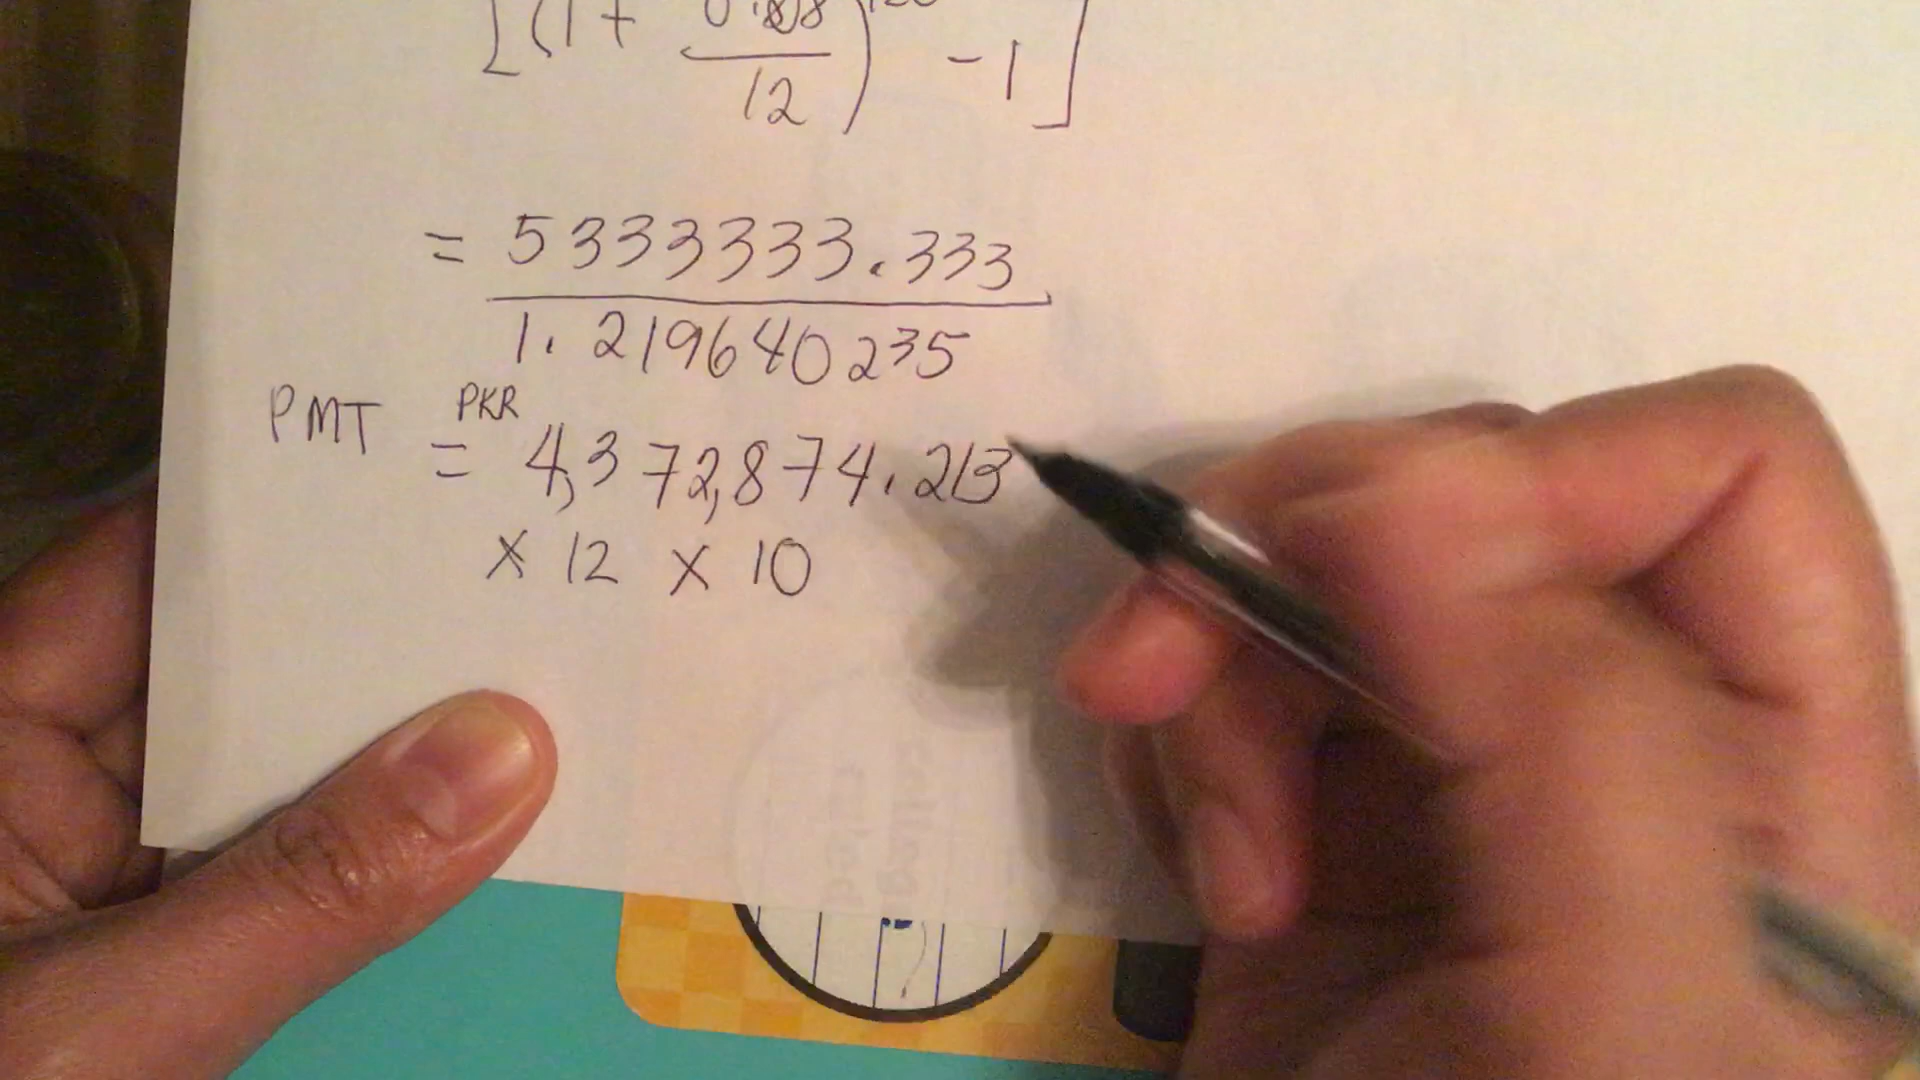 [(1 + 0.08/12)^120 - 1]
= 5333333.333
1.219640235
PMT = PKR 4,372,874.213
× 12 × 10